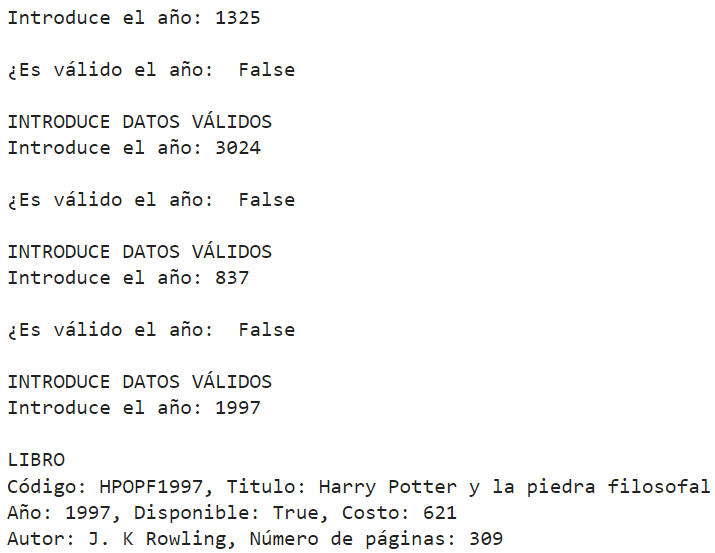 Introduce el año: 1325
¿Es válido el año:  False
INTRODUCE DATOS VÁLIDOS
Introduce el año: 3024
¿Es válido el año:  False
INTRODUCE DATOS VÁLIDOS
Introduce el año: 837
¿Es válido el año:  False
INTRODUCE DATOS VÁLIDOS
Introduce el año: 1997
LIBRO
Código: HPOPF1997, Titulo: Harry Potter y la piedra filosofal
Año: 1997, Disponible: True, Costo: 621
Autor: J. K Rowling, Número de páginas: 309